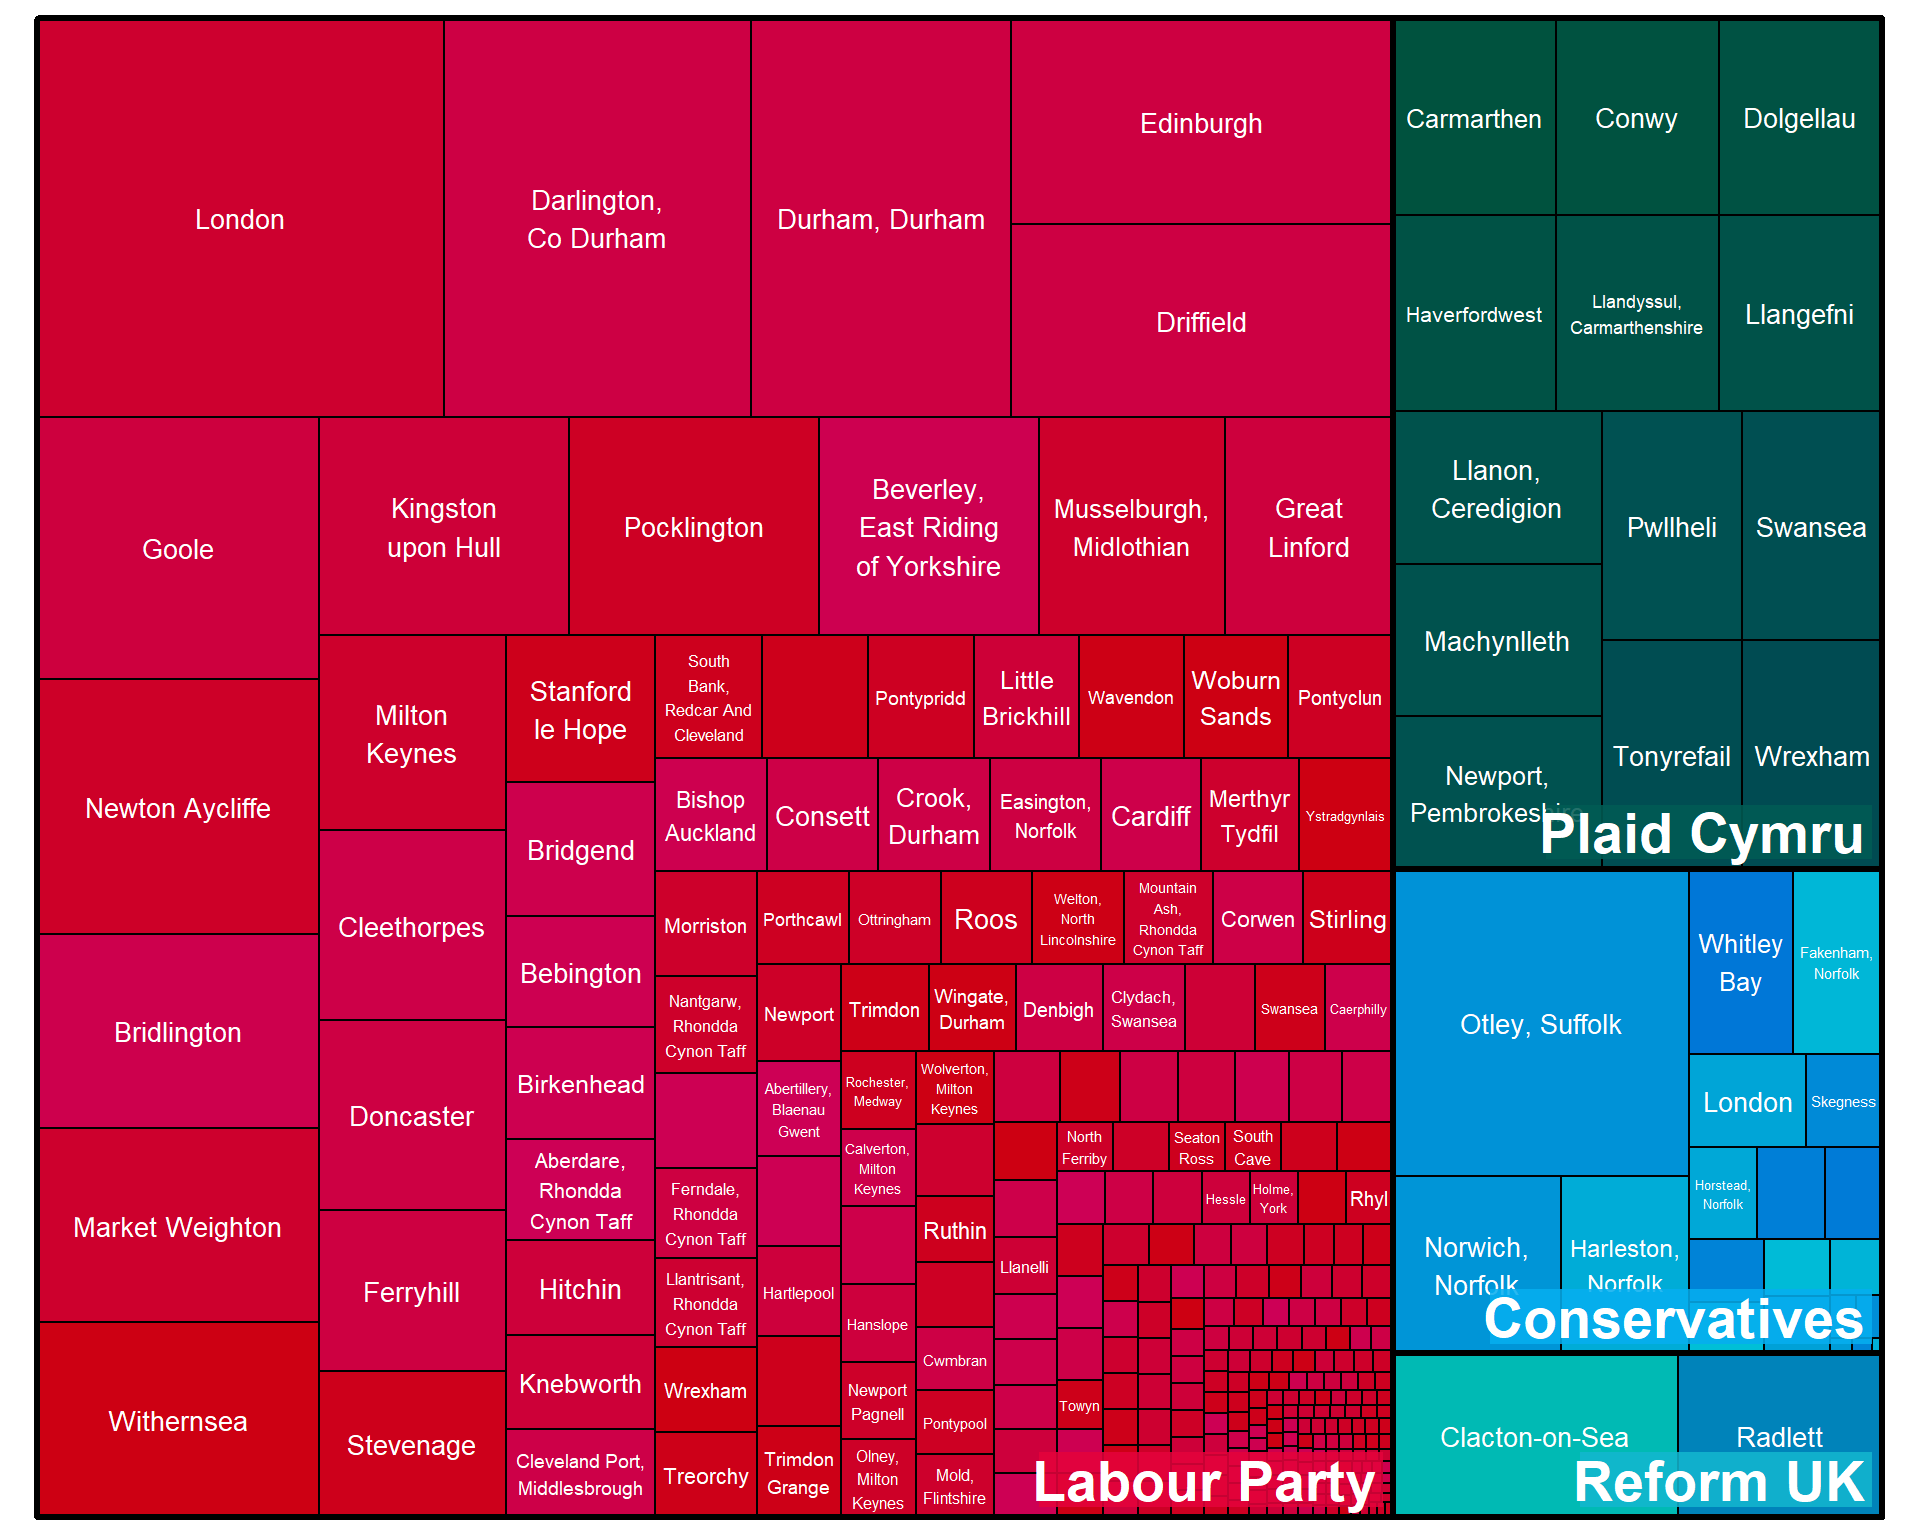 London
Darlington,
Co Durham
Durham, Durham
Edinburgh
Driffield
Goole
Kingston
upon Hull
Pocklington
Beverley,
East Riding
of Yorkshire
Musselburgh,
Midlothian
Great
Linford
Newton Aycliffe
Bridlington
Market Weighton
Withernsea
Milton
Keynes
Cleethorpes
Doncaster
Ferryhill
Stevenage
Stanford
le Hope
Bridgend
Bebington
Birkenhead
Aberdare,
Rhondda
Cynon Taff
Hitchin
Knebworth
Cleveland Port,
Middlesbrough
South
Bank,
Redcar And
Cleveland
Pontypridd
Little
Brickhill
Wavendon
Woburn
Sands
Pontyclun
Bishop
Auckland
Consett
Crook,
Durham
Easington,
Norfolk
Cardiff
Merthyr
Tydfil
Ystradgynlais
Morriston
Nantgarw,
Rhondda
Cynon Taff
Ferndale,
Rhondda
Cynon Taff
Llantrisant,
Rhondda
Cynon Taff
Wrexham
Treorchy
Porthcawl
Ottringham
Roos
Welton,
North
Lincolnshire
Mountain
Ash,
Rhondda
Cynon Taff
Corwen
Stirling
Newport
Abertillery,
Blaenau
Gwent
Hartlepool
Trimdon
Grange
Trimdon
Wingate,
Durham
Denbigh
Clydach,
Swansea
Swansea
Caerphilly
Rochester,
Medway
Calverton,
Milton
Keynes
Hanslope
Newport
Pagnell
Olney,
Milton
Keynes
Wolverton,
Milton
Keynes
Ruthin
Cwmbran
Pontypool
Mold,
Flintshire
Llanelli
North
Ferriby
Seaton
Ross
South
Cave
Hessle
Holme,
York
Rhyl
Towyn
Labour Party
Carmarthen
Conwy
Dolgellau
Haverfordwest
Llandyssul,
Carmarthenshire
Llangefni
Llanon,
Ceredigion
Machynlleth
Newport,
Pembrokeshire
Pwllheli
Swansea
Tonyrefail
Wrexham
Plaid Cymru
Otley, Suffolk
Whitley
Bay
Fakenham,
Norfolk
London
Skegness
Horstead,
Norfolk
Norwich,
Norfolk
Harleston,
Norfolk
Conservatives
Clacton-on-Sea
Radlett
Reform UK